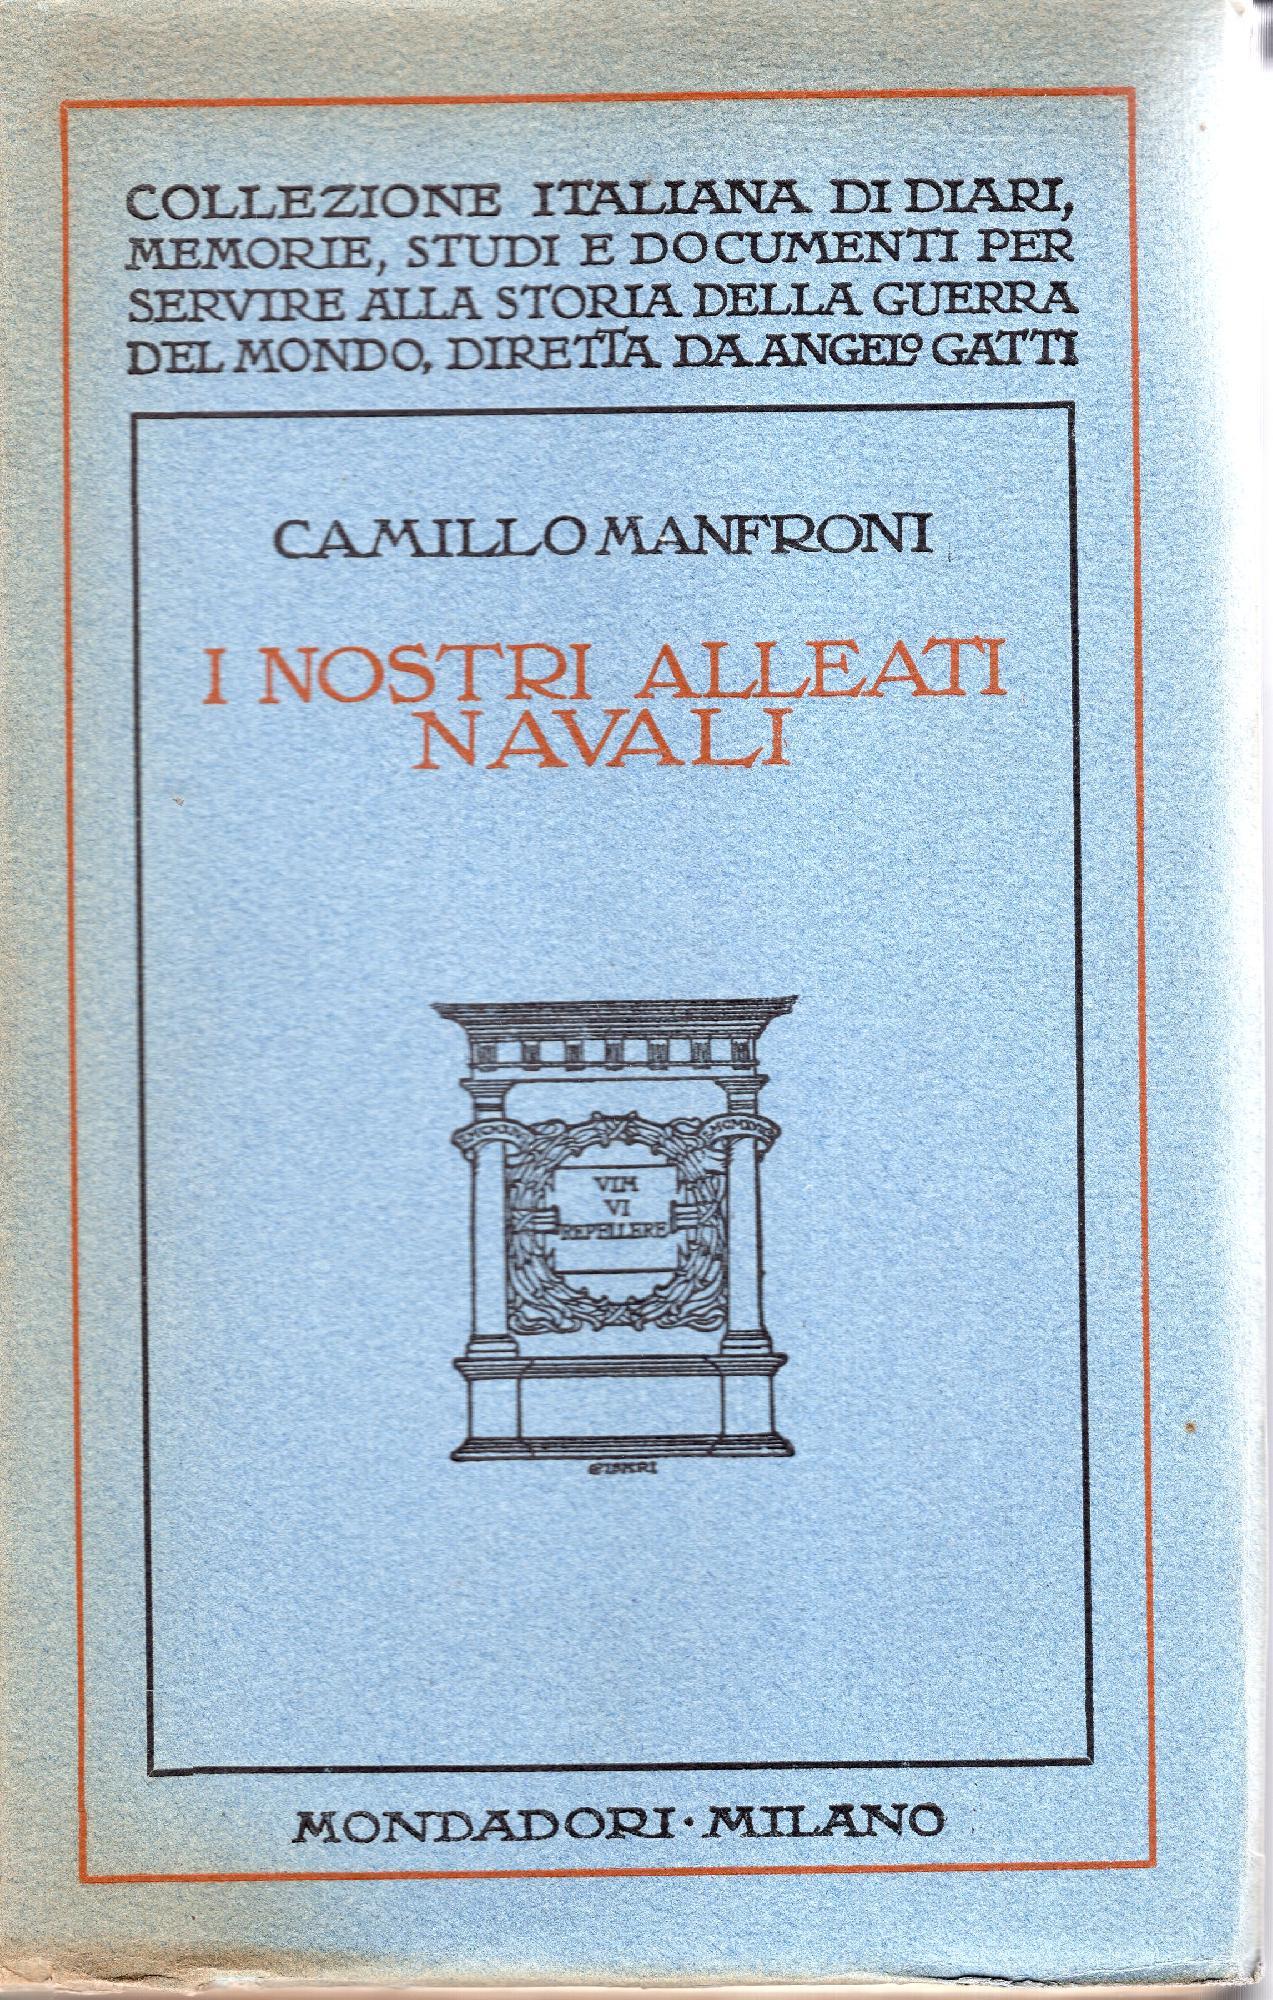 COLLEZIONE ITALIANA DI DIARI,
MEMORIE, STUDI E DOCUMENTI PER
SERVIRE ALLA STORIA DELLA GUERRA
DEL MONDO, DIRETTA DA ANGELO GATTI
CAMILLO MANFRONI
I NOSTRI ALLEATI
NAVALI
VIM
VI
REPELLERE
MONDADORI · MILANO